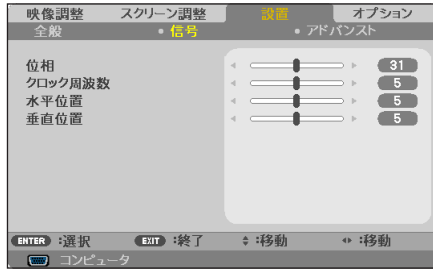 映像調整 スクリーン調整 設置 オプション
全般 • 信号 • アドバンスト
位相 31
クロック周波数 5
水平位置 5
垂直位置 5
ENTER :選択 EXIT :終了 :移動 :移動
コンピュータ